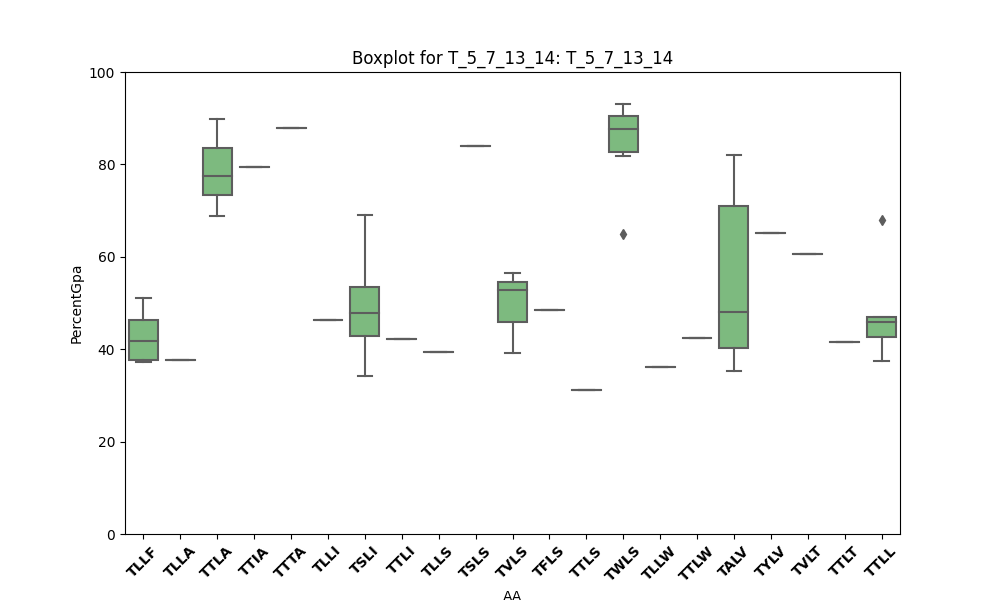 Boxplot for T_5_7_13_14: T_5_7_13_14
PercentGpa
100
80
60
40
20
0
TLLF TLLA TTLA TTIA TTTA TLLI TSLI TTLI TLLS TSLS TVLS TFLS TTLS TWLS TLLW TTLW TALV TYLV TVLT TTLT TTLL
AA